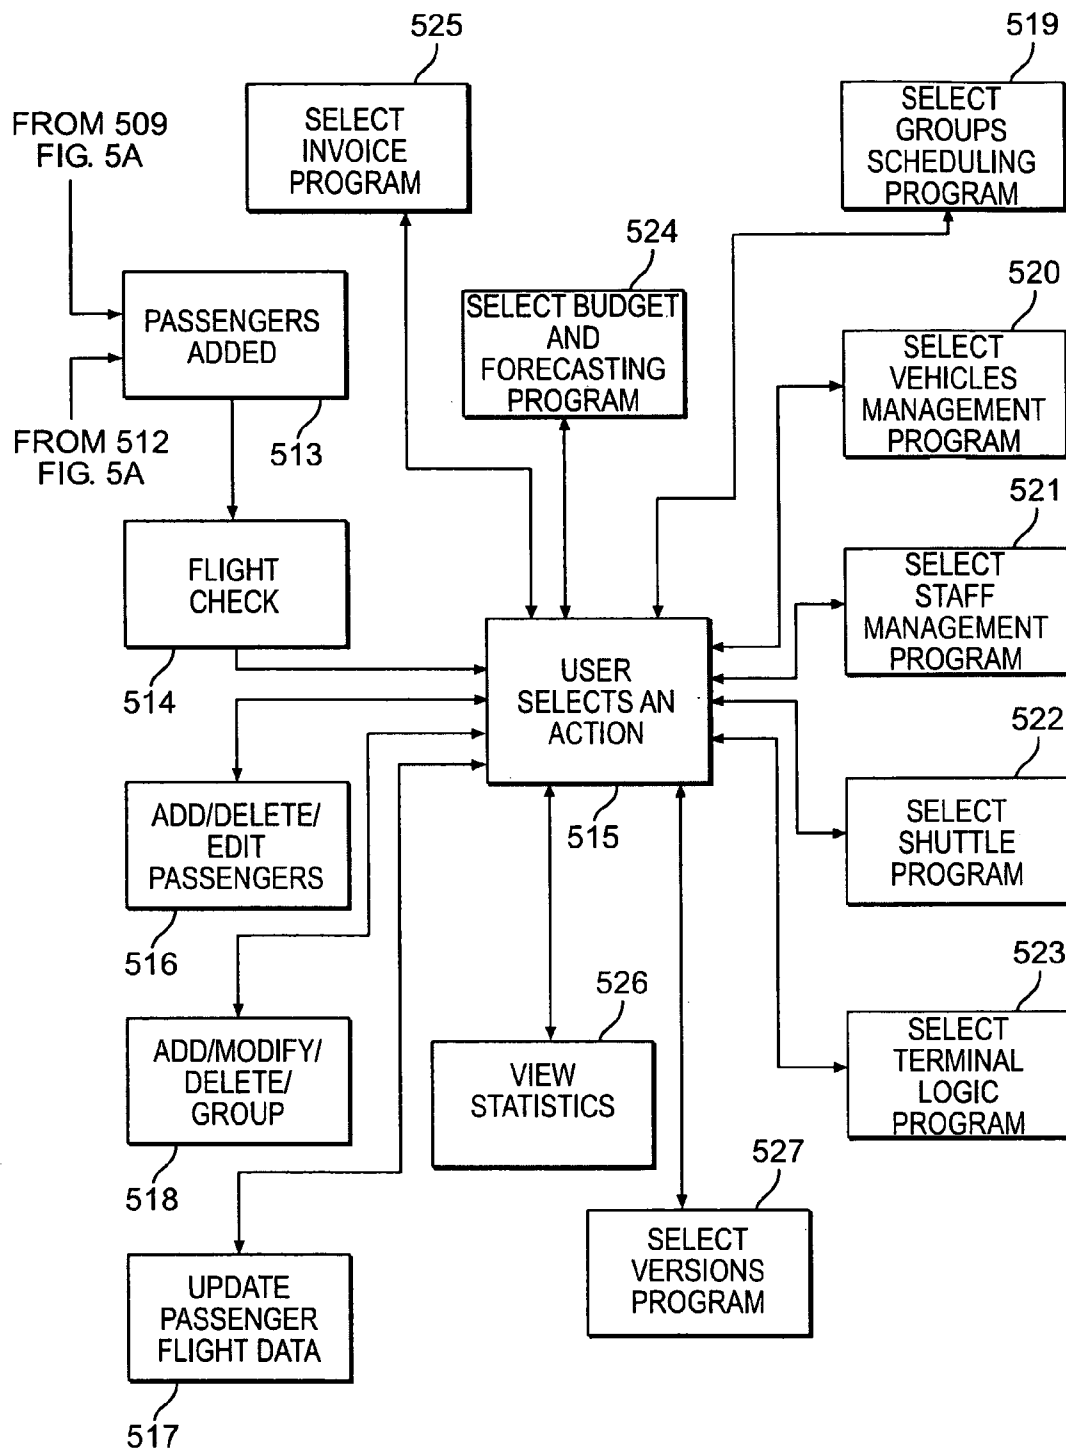 525
SELECT
INVOICE
PROGRAM
519
SELECT
GROUPS
SCHEDULING
PROGRAM
FROM 509
FIG. 5A
524
SELECT BUDGET
AND
FORECASTING
PROGRAM
520
SELECT
VEHICLES
MANAGEMENT
PROGRAM
PASSENGERS
ADDED
513
FROM 512
FIG. 5A
521
SELECT
STAFF
MANAGEMENT
PROGRAM
FLIGHT
CHECK
514
USER
SELECTS AN
ACTION
515
522
SELECT
SHUTTLE
PROGRAM
ADD/DELETE/
EDIT
PASSENGERS
516
523
SELECT
TERMINAL
LOGIC
PROGRAM
526
VIEW
STATISTICS
ADD/MODIFY/
DELETE/
GROUP
518
527
SELECT
VERSIONS
PROGRAM
UPDATE
PASSENGER
FLIGHT DATA
517